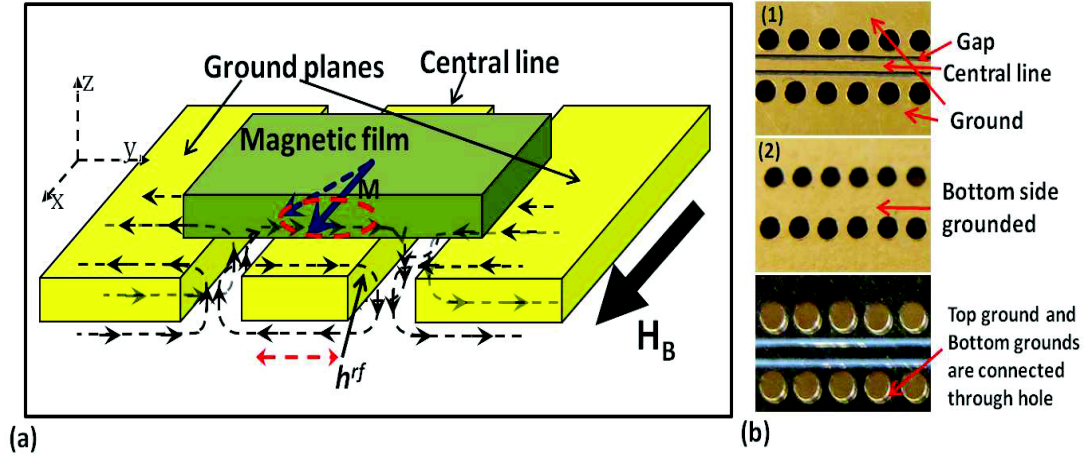 (a)
Ground planes
Central line
Magnetic film
M
z
y
x
h^rf
H_B
(b)
(1)
Gap
Central line
Ground
(2)
Bottom side
grounded
Top ground and
Bottom grounds
are connected
through hole